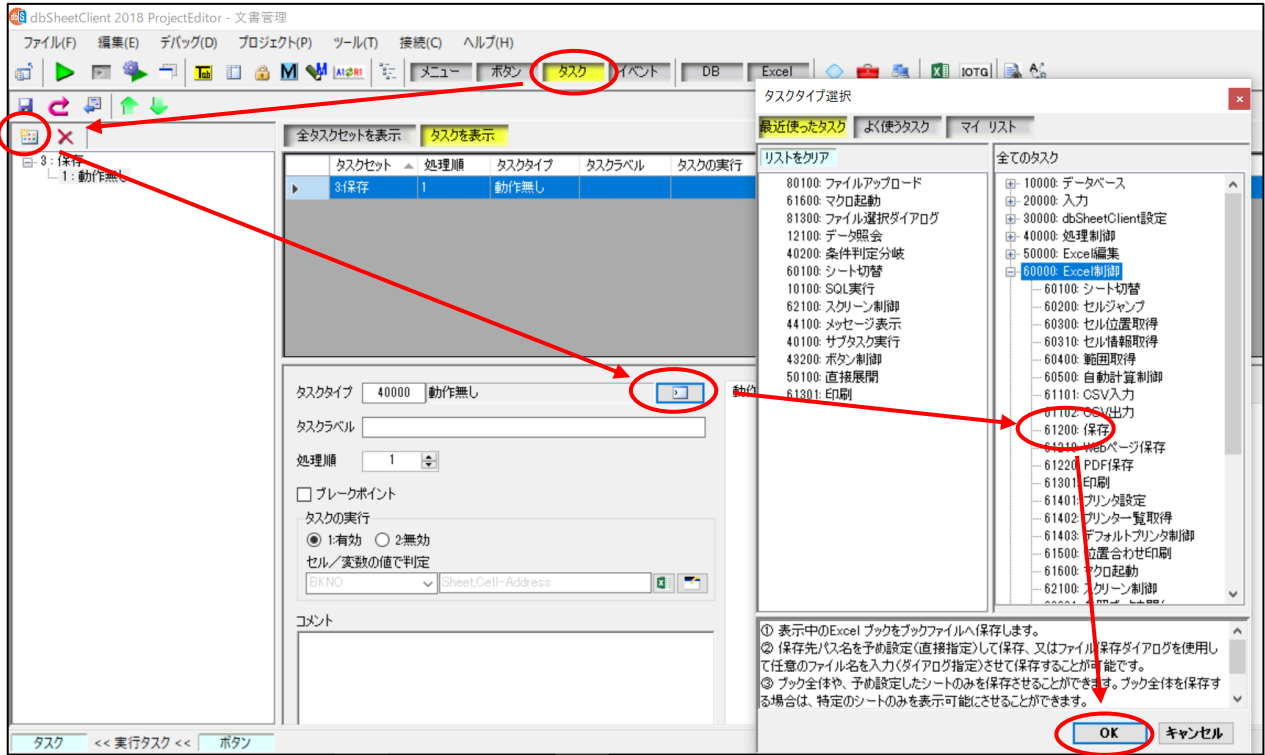 dbSheetClient 2018 ProjectEditor - 文書管理
ファイル(F) 編集(E) デバッグ(D) プロジェクト(P) ツール(T) 接続(C) ヘルプ(H)
メニュー ボタン タスク イベント DB Excel IOTG
全タスクセットを表示 タスクを表示
3 : 保存
1 : 動作無し
タスクセット 処理順 タスクタイプ タスクラベル タスクの実行
3:保存 1 動作無し
タスクタイプ 40000 動作無し
タスクラベル
処理順 1
ブレークポイント
タスクの実行
1:有効 2:無効
セル／変数の値で判定
BKNO Sheet,Cell-Address
コメント
タスク << 実行タスク << ボタン
タスクタイプ選択
最近使ったタスク よく使うタスク マイ リスト
リストをクリア
80100: ファイルアップロード
61600: マクロ起動
81300: ファイル選択ダイアログ
12100: データ照会
40200: 条件判定分岐
60100: シート切替
10100: SQL実行
62100: スクリーン制御
44100: メッセージ表示
40100: サブタスク実行
43200: ボタン制御
50100: 直接展開
61301: 印刷
全てのタスク
10000: データベース
20000: 入力
30000: dbSheetClient設定
40000: 処理制御
50000: Excel編集
60000: Excel制御
60100: シート切替
60200: セルジャンプ
60300: セル位置取得
60310: セル情報取得
60400: 範囲取得
60500: 自動計算制御
61101: CSV入力
61102: CSV出力
61200: 保存
61210: Webページ保存
61220: PDF保存
61301: 印刷
61401: プリンタ設定
61402: プリンター覧取得
61403: デフォルトプリンタ制御
61500: 位置合わせ印刷
61600: マクロ起動
62100: スクリーン制御
① 表示中のExcel ブックをブックファイルへ保存します。
② 保存先パス名を予め設定(直接指定)して保存、又はファイル保存ダイアログを使用し
て任意のファイル名を入力(ダイアログ指定)させて保存することが可能です。
③ ブック全体や、予め設定したシートのみを保存させることができます。ブック全体を保存す
る場合は、特定のシートのみを表示可能にさせることができます。
OK キャンセル